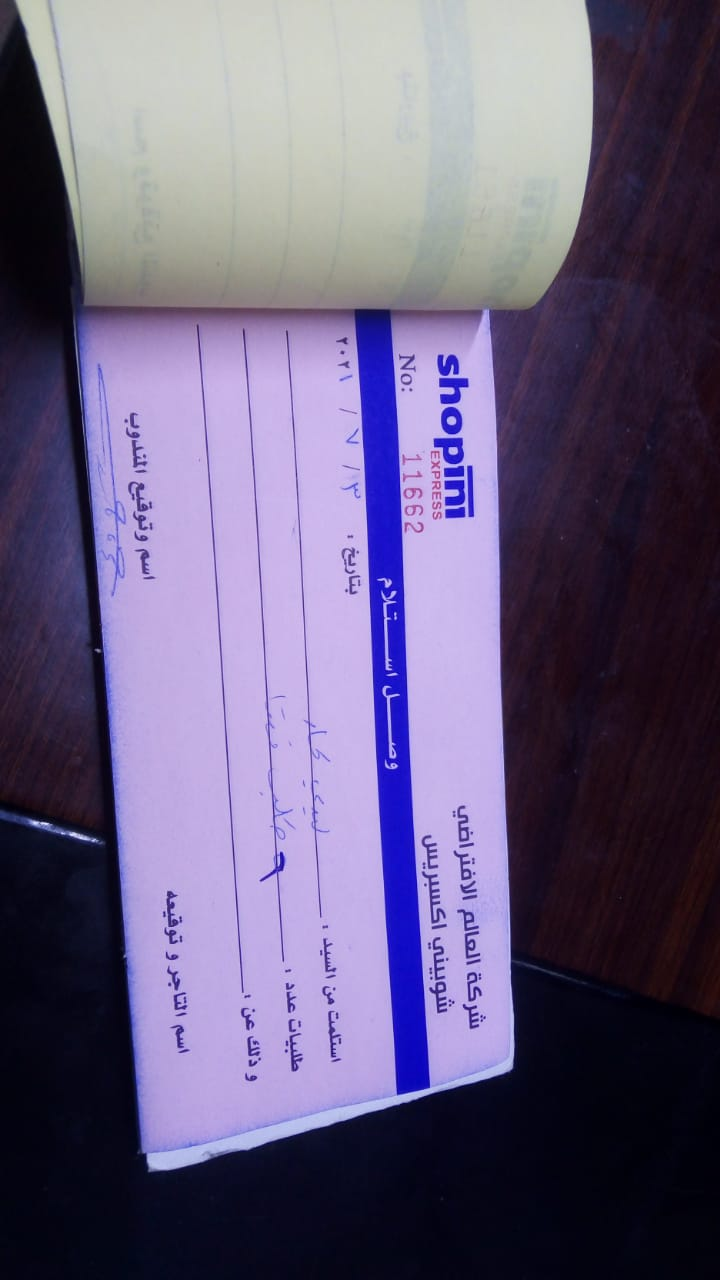 shopini
EXPRESS
شركة العالم الافتراضي
شوبيني اكسبريس
No: 11662
وصل استلام
بتاريخ : ٣ / ٧ / ٢٠٢١
استلمت من السيد :
طلبيات عدد :
و ذلك عن :
اسم التاجر و توقيعه
اسم وتوقيع المندوب